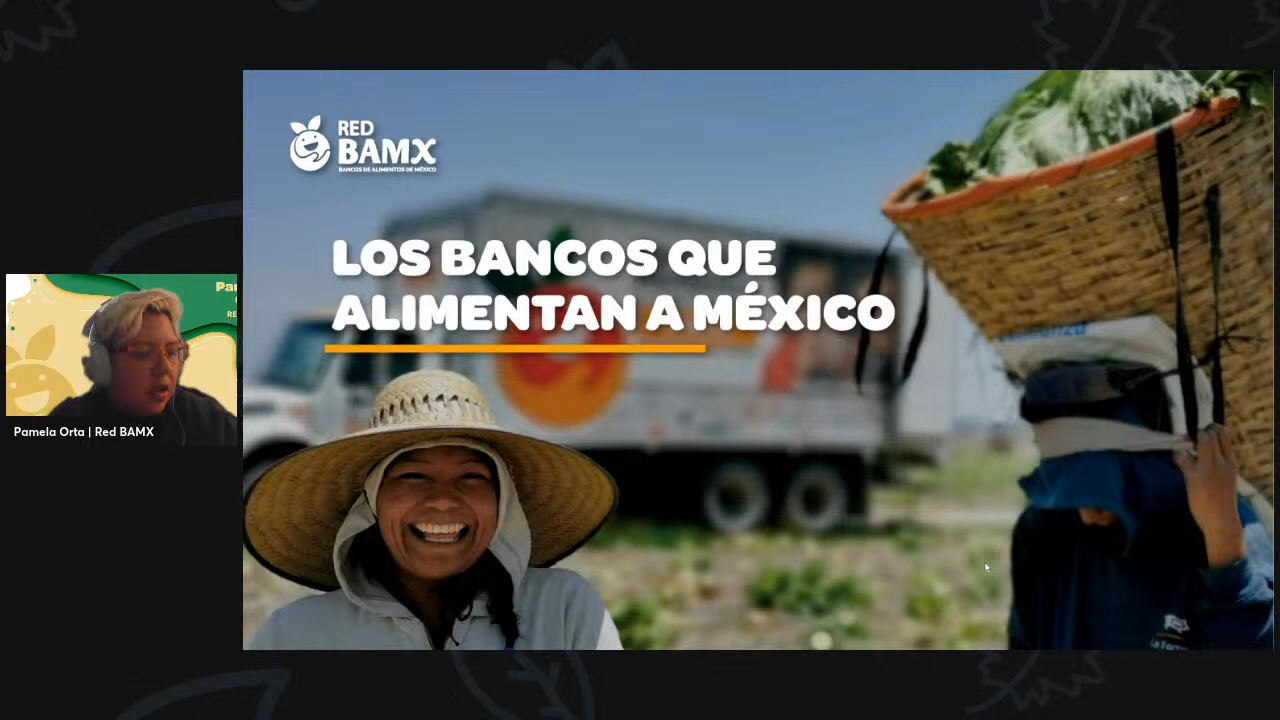 RED
BAMX
BANCOS DE ALIMENTOS DE MÉXICO
LOS BANCOS QUE
ALIMENTAN A MÉXICO
Pamela Orta | Red BAMX